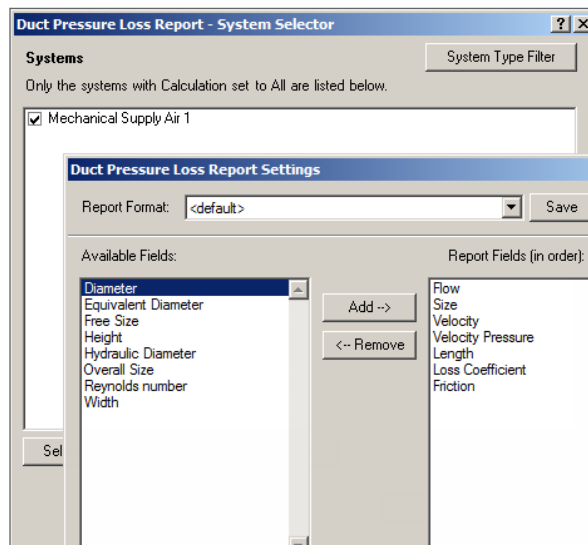 Duct Pressure Loss Report - System Selector
Systems
System Type Filter
Only the systems with Calculation set to All are listed below.
Mechanical Supply Air 1
Duct Pressure Loss Report Settings
Report Format: <default> Save
Available Fields: Report Fields (in order):
Diameter
Equivalent Diameter
Free Size
Height
Hydraulic Diameter
Overall Size
Reynolds number
Width
Add -->
<-- Remove
Flow
Size
Velocity
Velocity Pressure
Length
Loss Coefficient
Friction
Sel